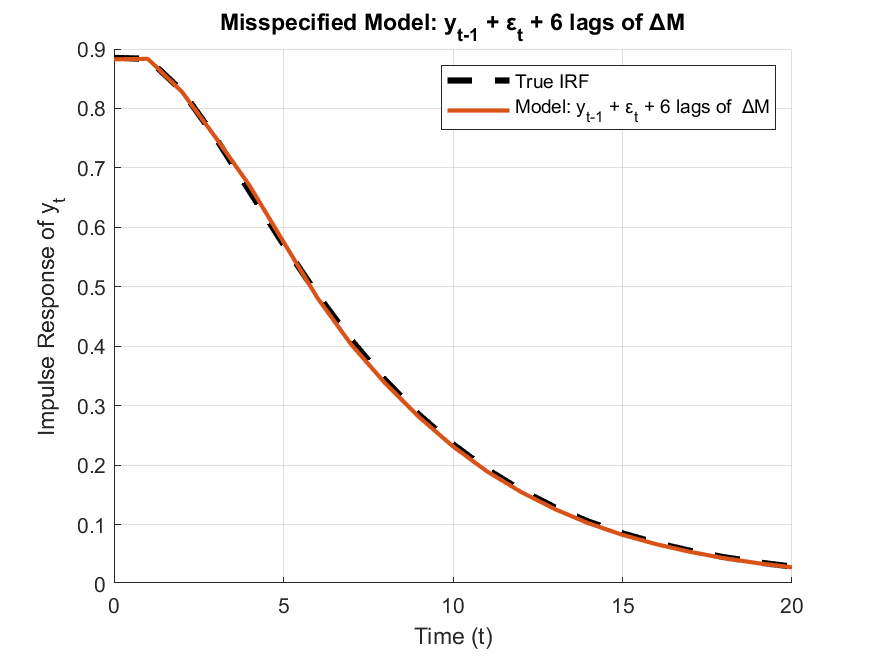 Misspecified Model: yt-1 + εt + 6 lags of ΔM
True IRF
Model: yt-1 + εt + 6 lags of ΔM
Impulse Response of yt
0.9
0.8
0.7
0.6
0.5
0.4
0.3
0.2
0.1
0
0 5 10 15 20
Time (t)